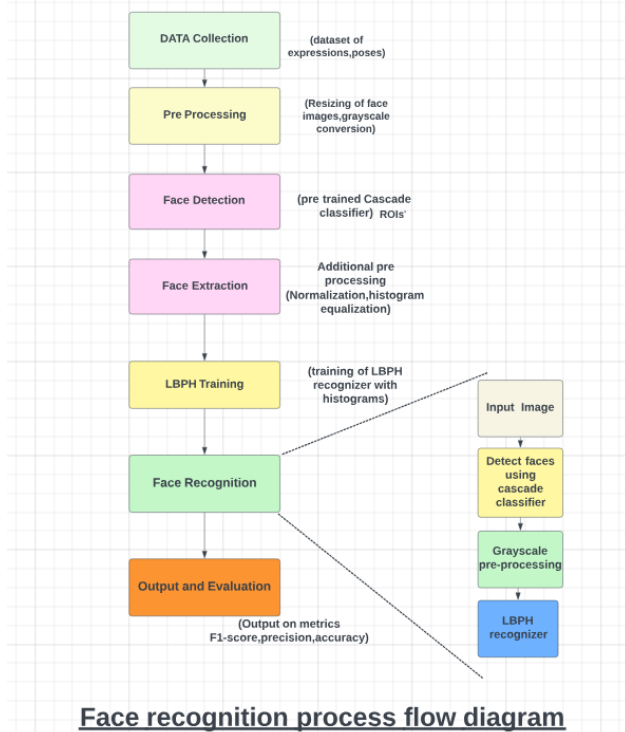 DATA Collection
(dataset of
expressions,poses)
Pre Processing
(Resizing of face
images,grayscale
conversion)
Face Detection
(pre trained Cascade
classifier) ROIs'
Face Extraction
Additional pre
processing
(Normalization,histogram
equalization)
LBPH Training
(training of LBPH
recognizer with
histograms)
Face Recognition
Output and Evaluation
(Output on metrics
F1-score,precision,accuracy)
Input Image
Detect faces
using
cascade
classifier
Grayscale
pre-processing
LBPH
recognizer
Face recognition process flow diagram